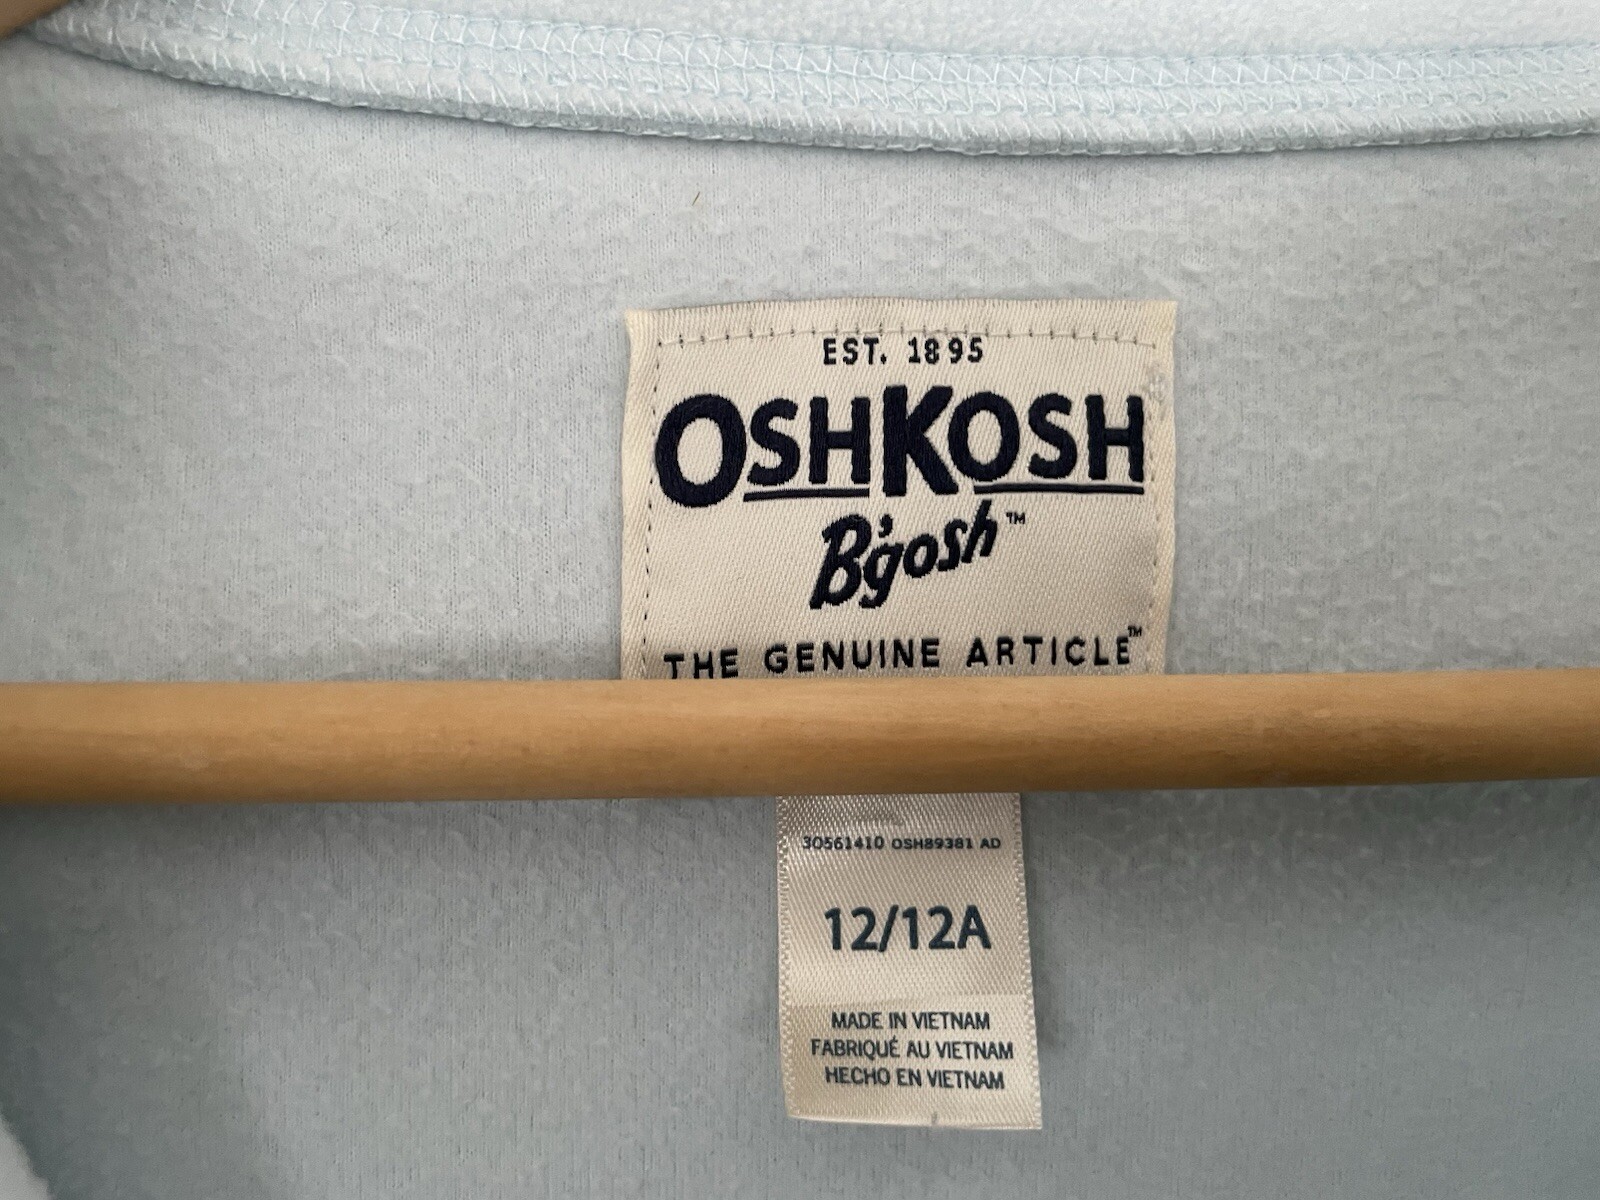 EST. 1895
OSHKOSH
B'gosh™
THE GENUINE ARTICLE™
30561410 OSH89381 AD
12/12A
MADE IN VIETNAM
FABRIQUÉ AU VIETNAM
HECHO EN VIETNAM